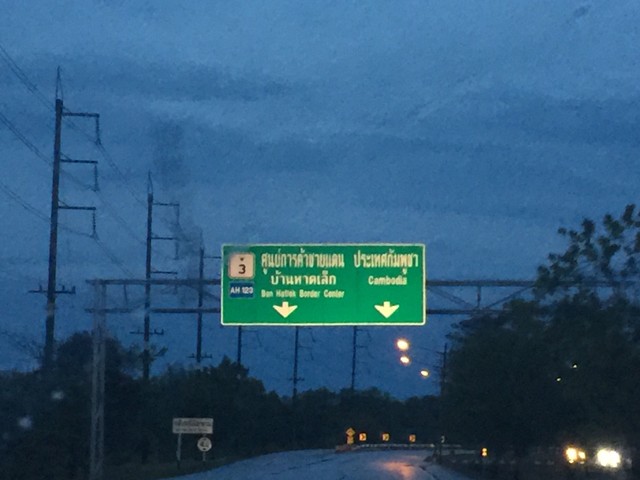 3
AH 123
ศูนย์การค้าชายแดน
บ้านหาดเล็ก
Ban Hatlek Border Center
ประเทศกัมพูชา
Cambodia